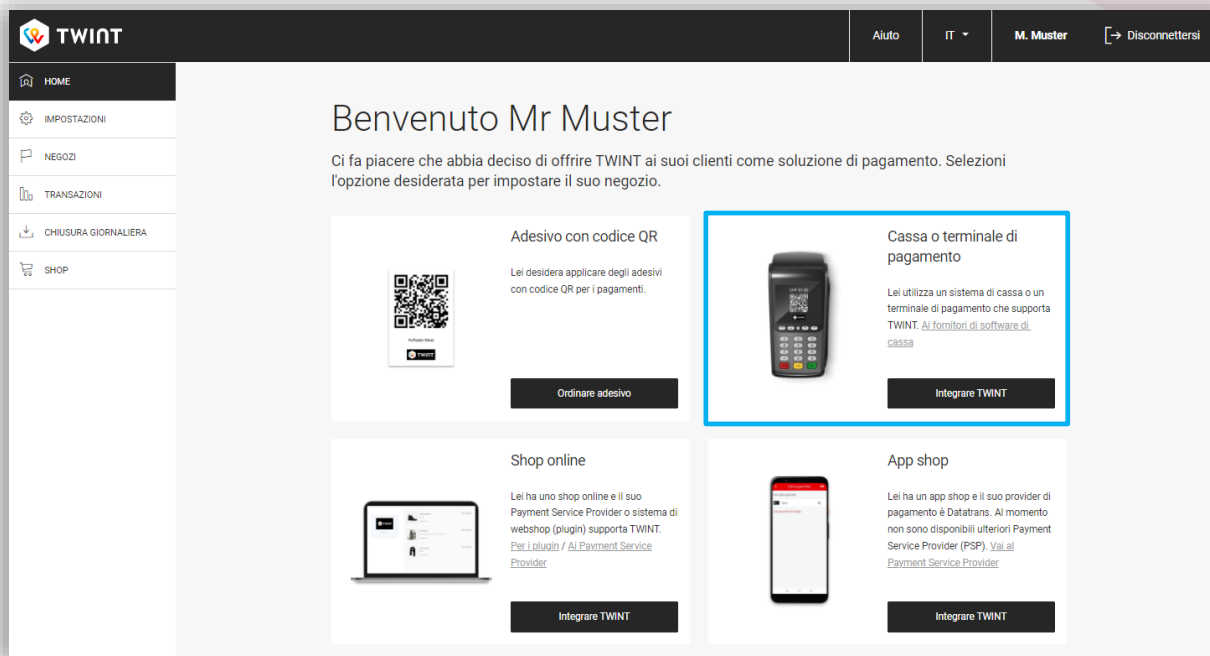 TWINT
Aiuto
IT
M. Muster
Disconnettersi
HOME
IMPOSTAZIONI
NEGOZI
TRANSAZIONI
CHIUSURA GIORNALIERA
SHOP
Benvenuto Mr Muster
Ci fa piacere che abbia deciso di offrire TWINT ai suoi clienti come soluzione di pagamento. Selezioni
l'opzione desiderata per impostare il suo negozio.
Adesivo con codice QR
Lei desidera applicare degli adesivi
con codice QR per i pagamenti.
TWINT
Ordinare adesivo
Cassa o terminale di
pagamento
Lei utilizza un sistema di cassa o un
terminale di pagamento che supporta
TWINT. Ai fornitori di software di
cassa
Integrare TWINT
Shop online
Lei ha uno shop online e il suo
Payment Service Provider o sistema di
webshop (plugin) supporta TWINT.
Per i plugin / Ai Payment Service
Provider
Integrare TWINT
App shop
Lei ha un app shop e il suo provider di
pagamento è Datatrans. Al momento
non sono disponibili ulteriori Payment
Service Provider (PSP). Vai al
Payment Service Provider
Integrare TWINT